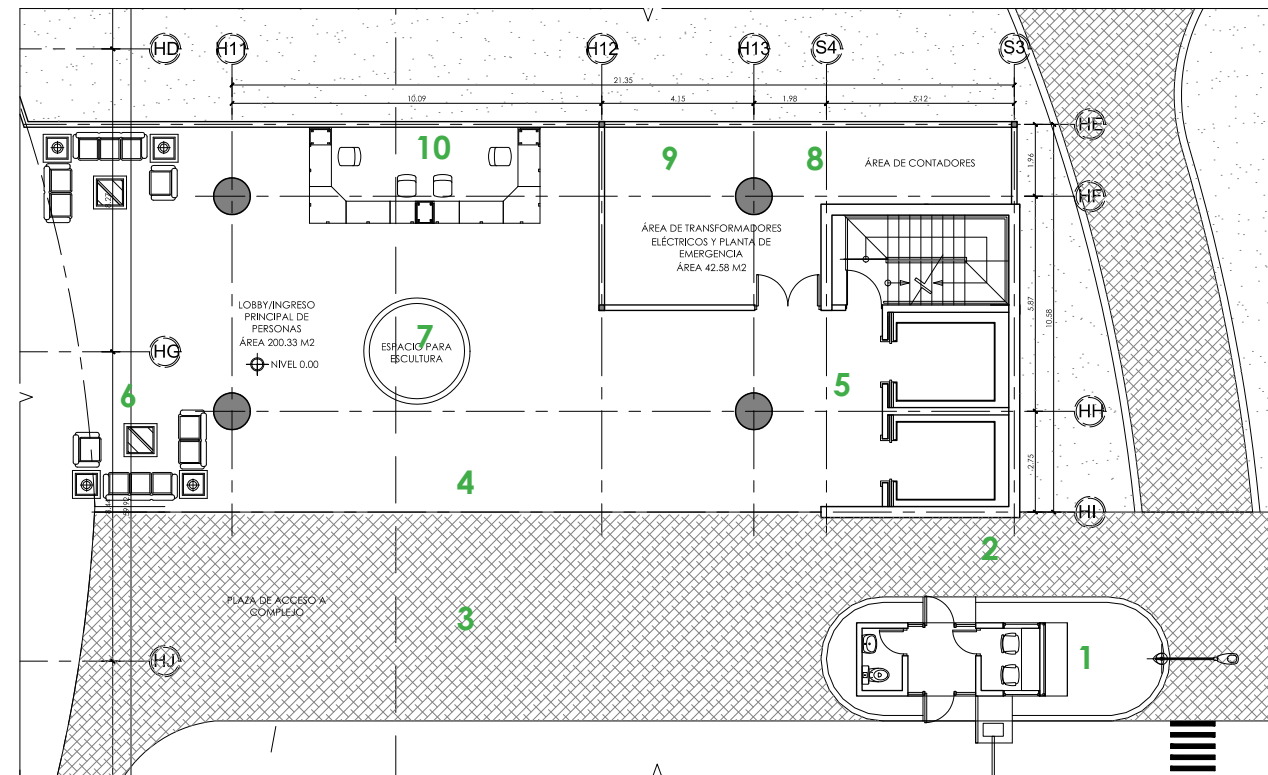 HD
H11
H12
H13
S4
S3
21.35
10.09
4.15
1.98
5.12
HE
10
9
8
ÁREA DE CONTADORES
1.96
HF
ÁREA DE TRANSFORMADORES
ELÉCTRICOS Y PLANTA DE
EMERGENCIA
ÁREA 42.58 M2
LOBBY/INGRESO
PRINCIPAL DE
PERSONAS
ÁREA 200.33 M2
NIVEL 0.00
7
ESPACIO PARA
ESCULTURA
5.87
10.58
HG
5
6
HH
2.75
4
HI
2
PLAZA DE ACCESO A
COMPLEJO
3
1
HJ